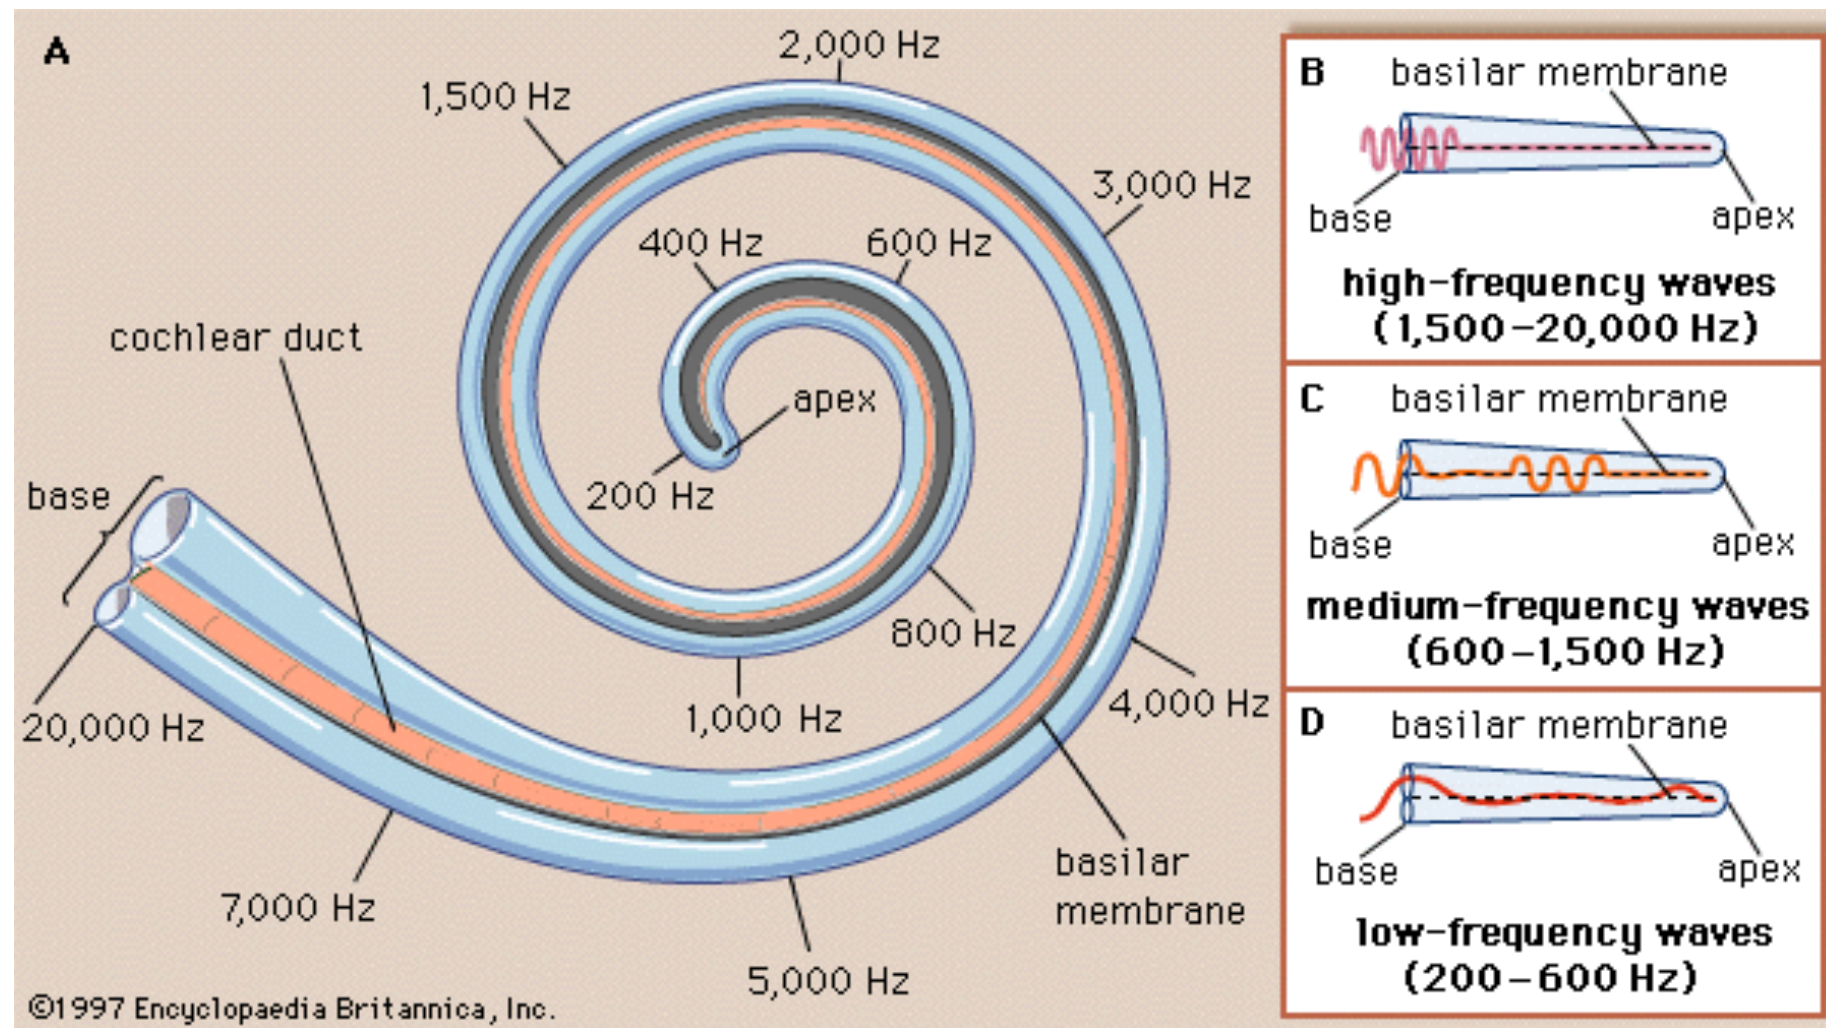 A
2,000 Hz
1,500 Hz
3,000 Hz
400 Hz
600 Hz
cochlear duct
apex
base
200 Hz
800 Hz
1,000 Hz
4,000 Hz
20,000 Hz
7,000 Hz
basilar
membrane
5,000 Hz
©1997 Encyclopaedia Britannica, Inc.
B
basilar membrane
base
apex
high-frequency waves
(1,500-20,000 Hz)
C
basilar membrane
base
apex
medium-frequency waves
(600-1,500 Hz)
D
basilar membrane
base
apex
low-frequency waves
(200-600 Hz)